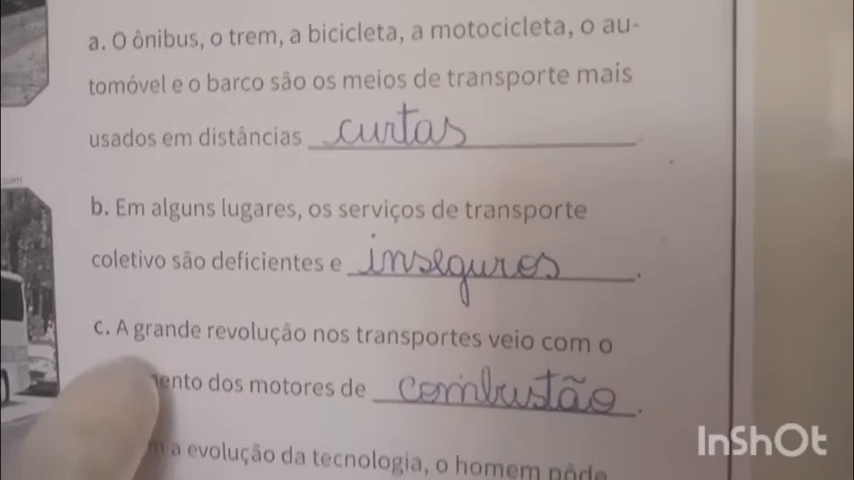 a. O ônibus, o trem, a bicicleta, a motocicleta, o au-
tomóvel e o barco são os meios de transporte mais
usados em distâncias curtas
b. Em alguns lugares, os serviços de transporte
coletivo são deficientes e inseguros.
c. A grande revolução nos transportes veio com o
mento dos motores de combustão.
a evolução da tecnologia, o homem pôde
InShOt